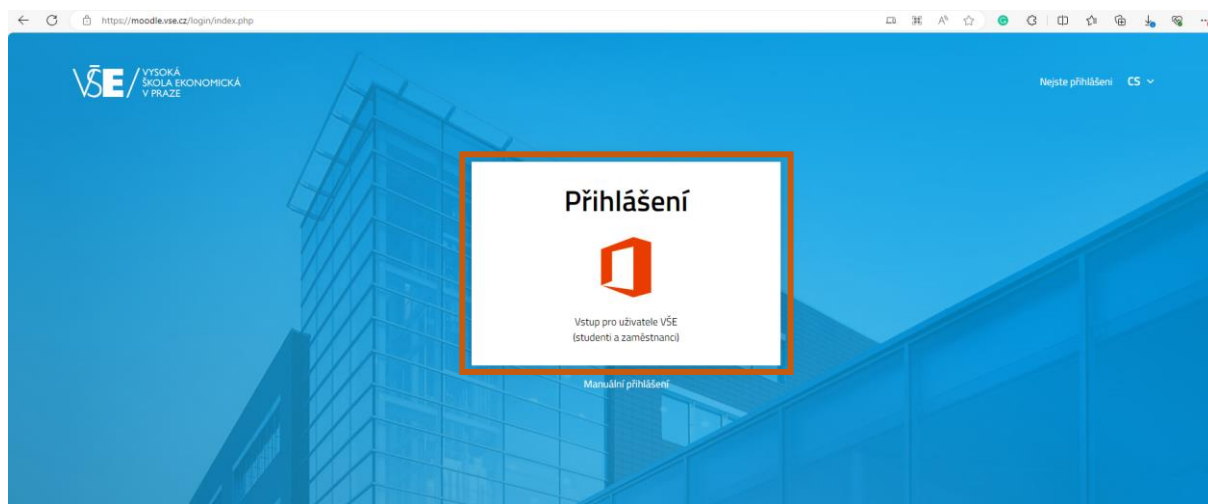 https://moodle.vse.cz/login/index.php
VŠE / VYSOKÁ
ŠKOLA EKONOMICKÁ
V PRAZE
Nejste přihlášeni CS
Přihlášení
Vstup pro uživatele VŠE
(studenti a zaměstnanci)
Manuální přihlášení